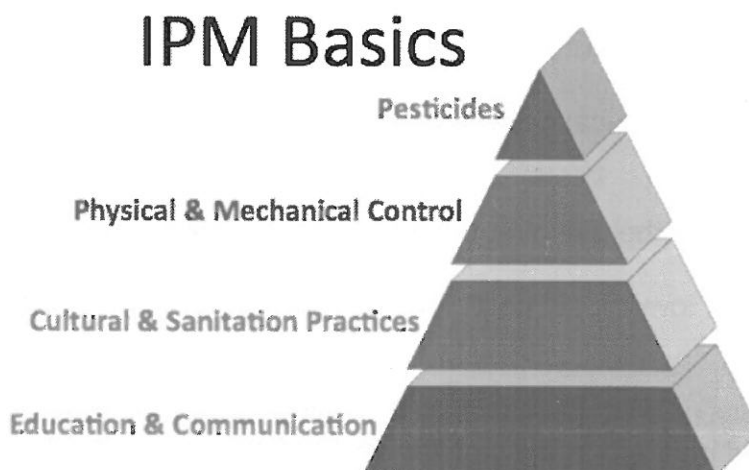 IPM Basics
Pesticides
Physical & Mechanical Control
Cultural & Sanitation Practices
Education & Communication